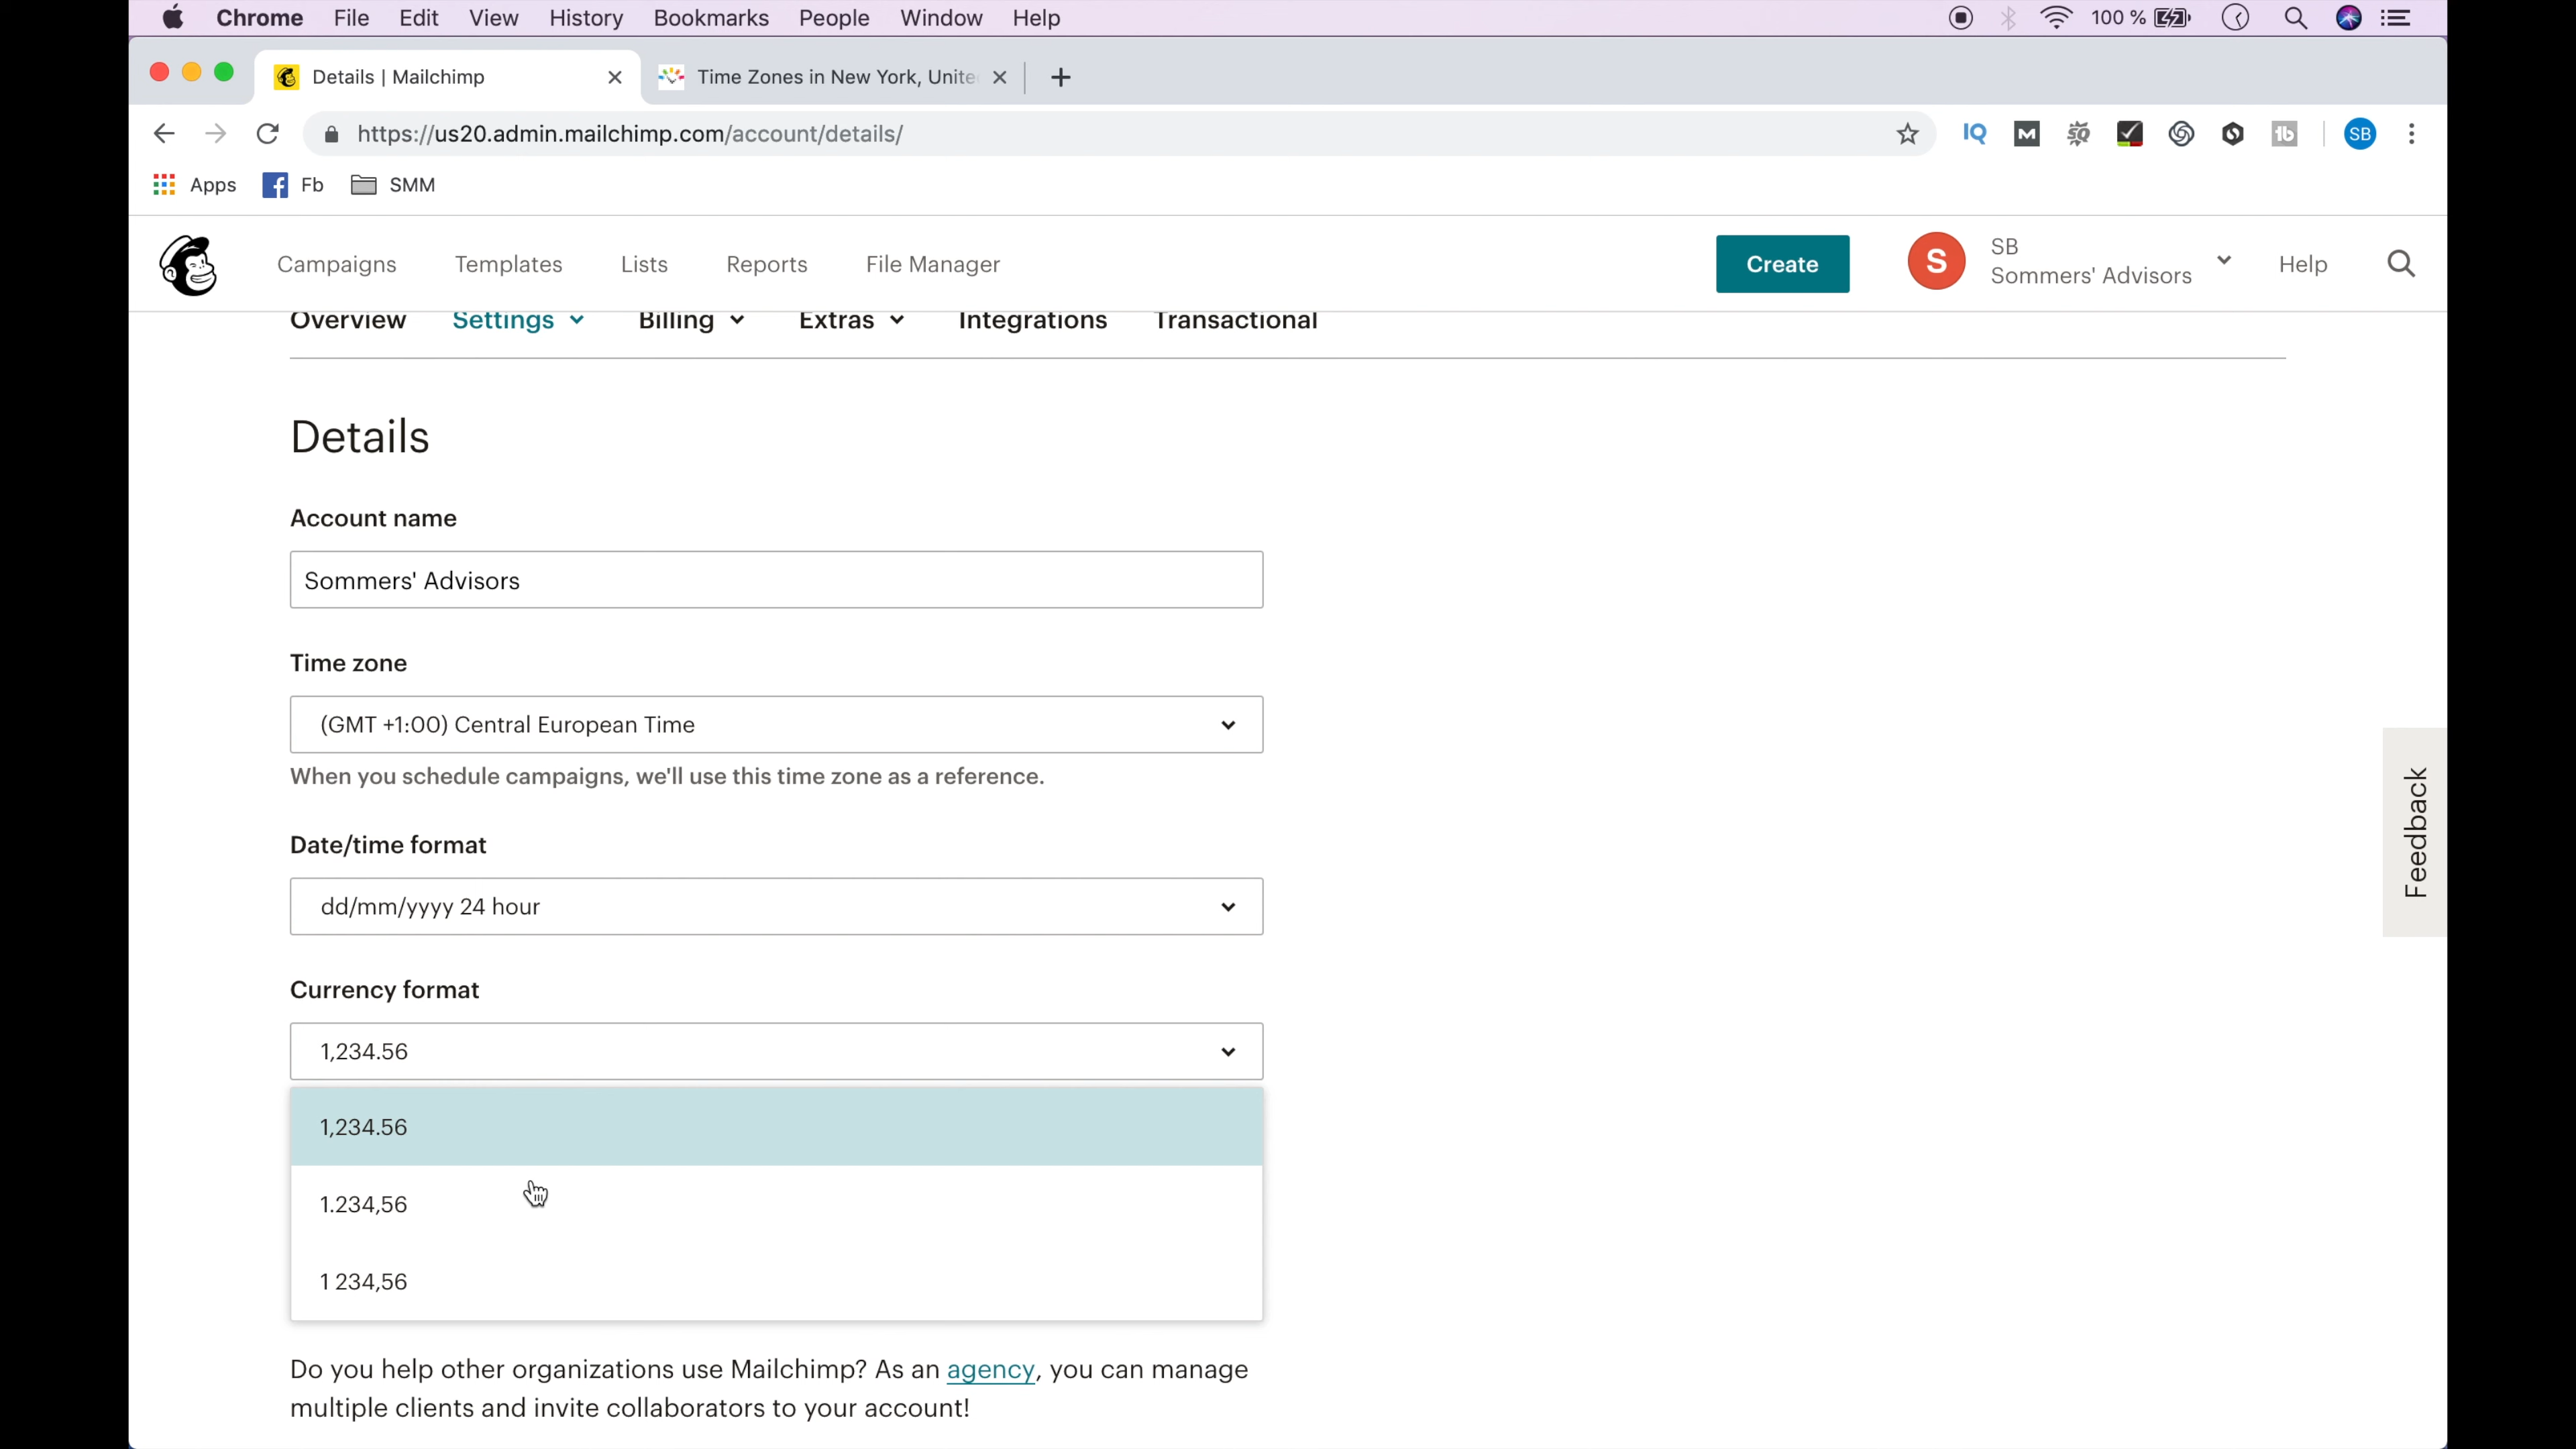 Chrome File Edit View History Bookmarks People Window Help 100 %
Details | Mailchimp Time Zones in New York, Unite
https://us20.admin.mailchimp.com/account/details/ IQ M SQ tb SB
Apps Fb SMM
Campaigns Templates Lists Reports File Manager Create S SB Help
Sommers' Advisors
Overview Settings Billing Extras Integrations Transactional
Details
Account name
Sommers' Advisors
Time zone
(GMT +1:00) Central European Time
When you schedule campaigns, we'll use this time zone as a reference.
Date/time format
dd/mm/yyyy 24 hour
Currency format
1,234.56
1,234.56
1.234,56
1 234,56
Do you help other organizations use Mailchimp? As an agency, you can manage
multiple clients and invite collaborators to your account!
Feedback